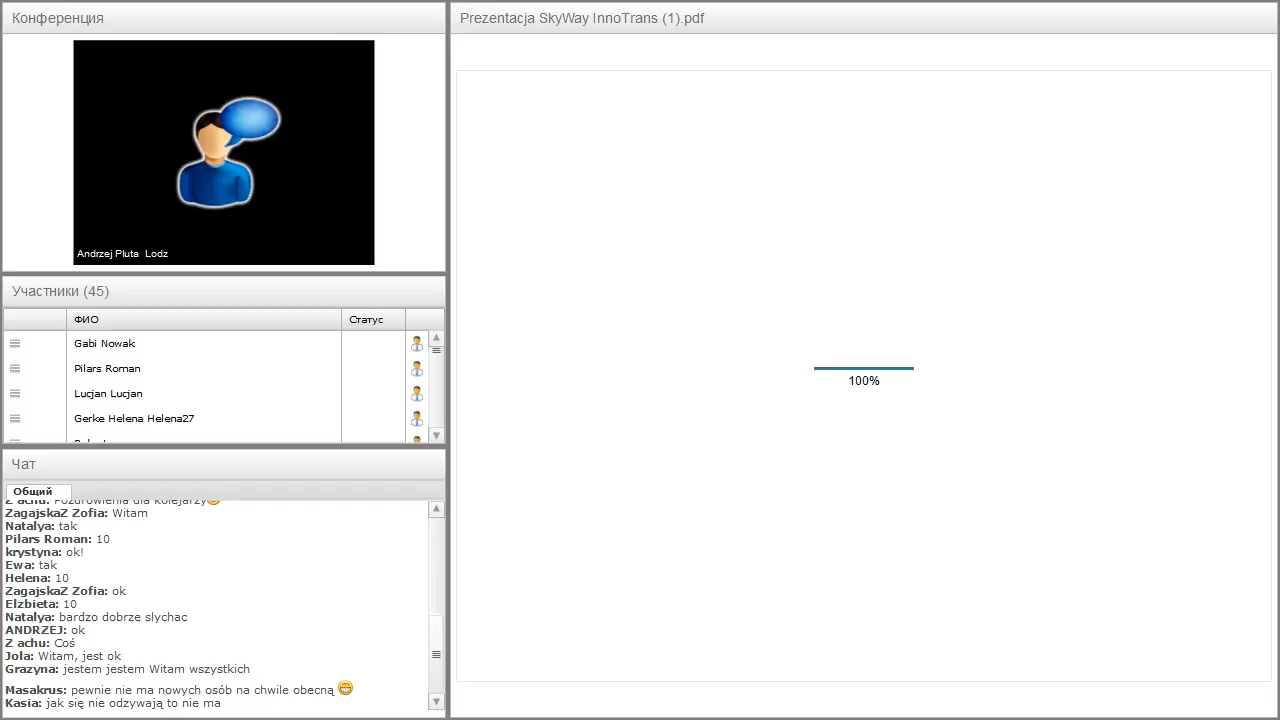 Конференция
Andrzej Pluta Lodz
Участники (45)
ФИО Статус
Gabi Nowak
Pilars Roman
Lucjan Lucjan
Gerke Helena Helena27
Чат
Общий
Z achu: Pozdrowienia dla kolejarzy
ZagajskaZ Zofia: Witam
Natalya: tak
Pilars Roman: 10
krystyna: ok!
Ewa: tak
Helena: 10
ZagajskaZ Zofia: ok
Elzbieta: 10
Natalya: bardzo dobrze slychac
ANDRZEJ: ok
Z achu: Coś
Jola: Witam, jest ok
Grazyna: jestem jestem Witam wszystkich
Masakrus: pewnie nie ma nowych osób na chwile obecną
Kasia: jak się nie odzywają to nie ma
Prezentacja SkyWay InnoTrans (1).pdf
100%